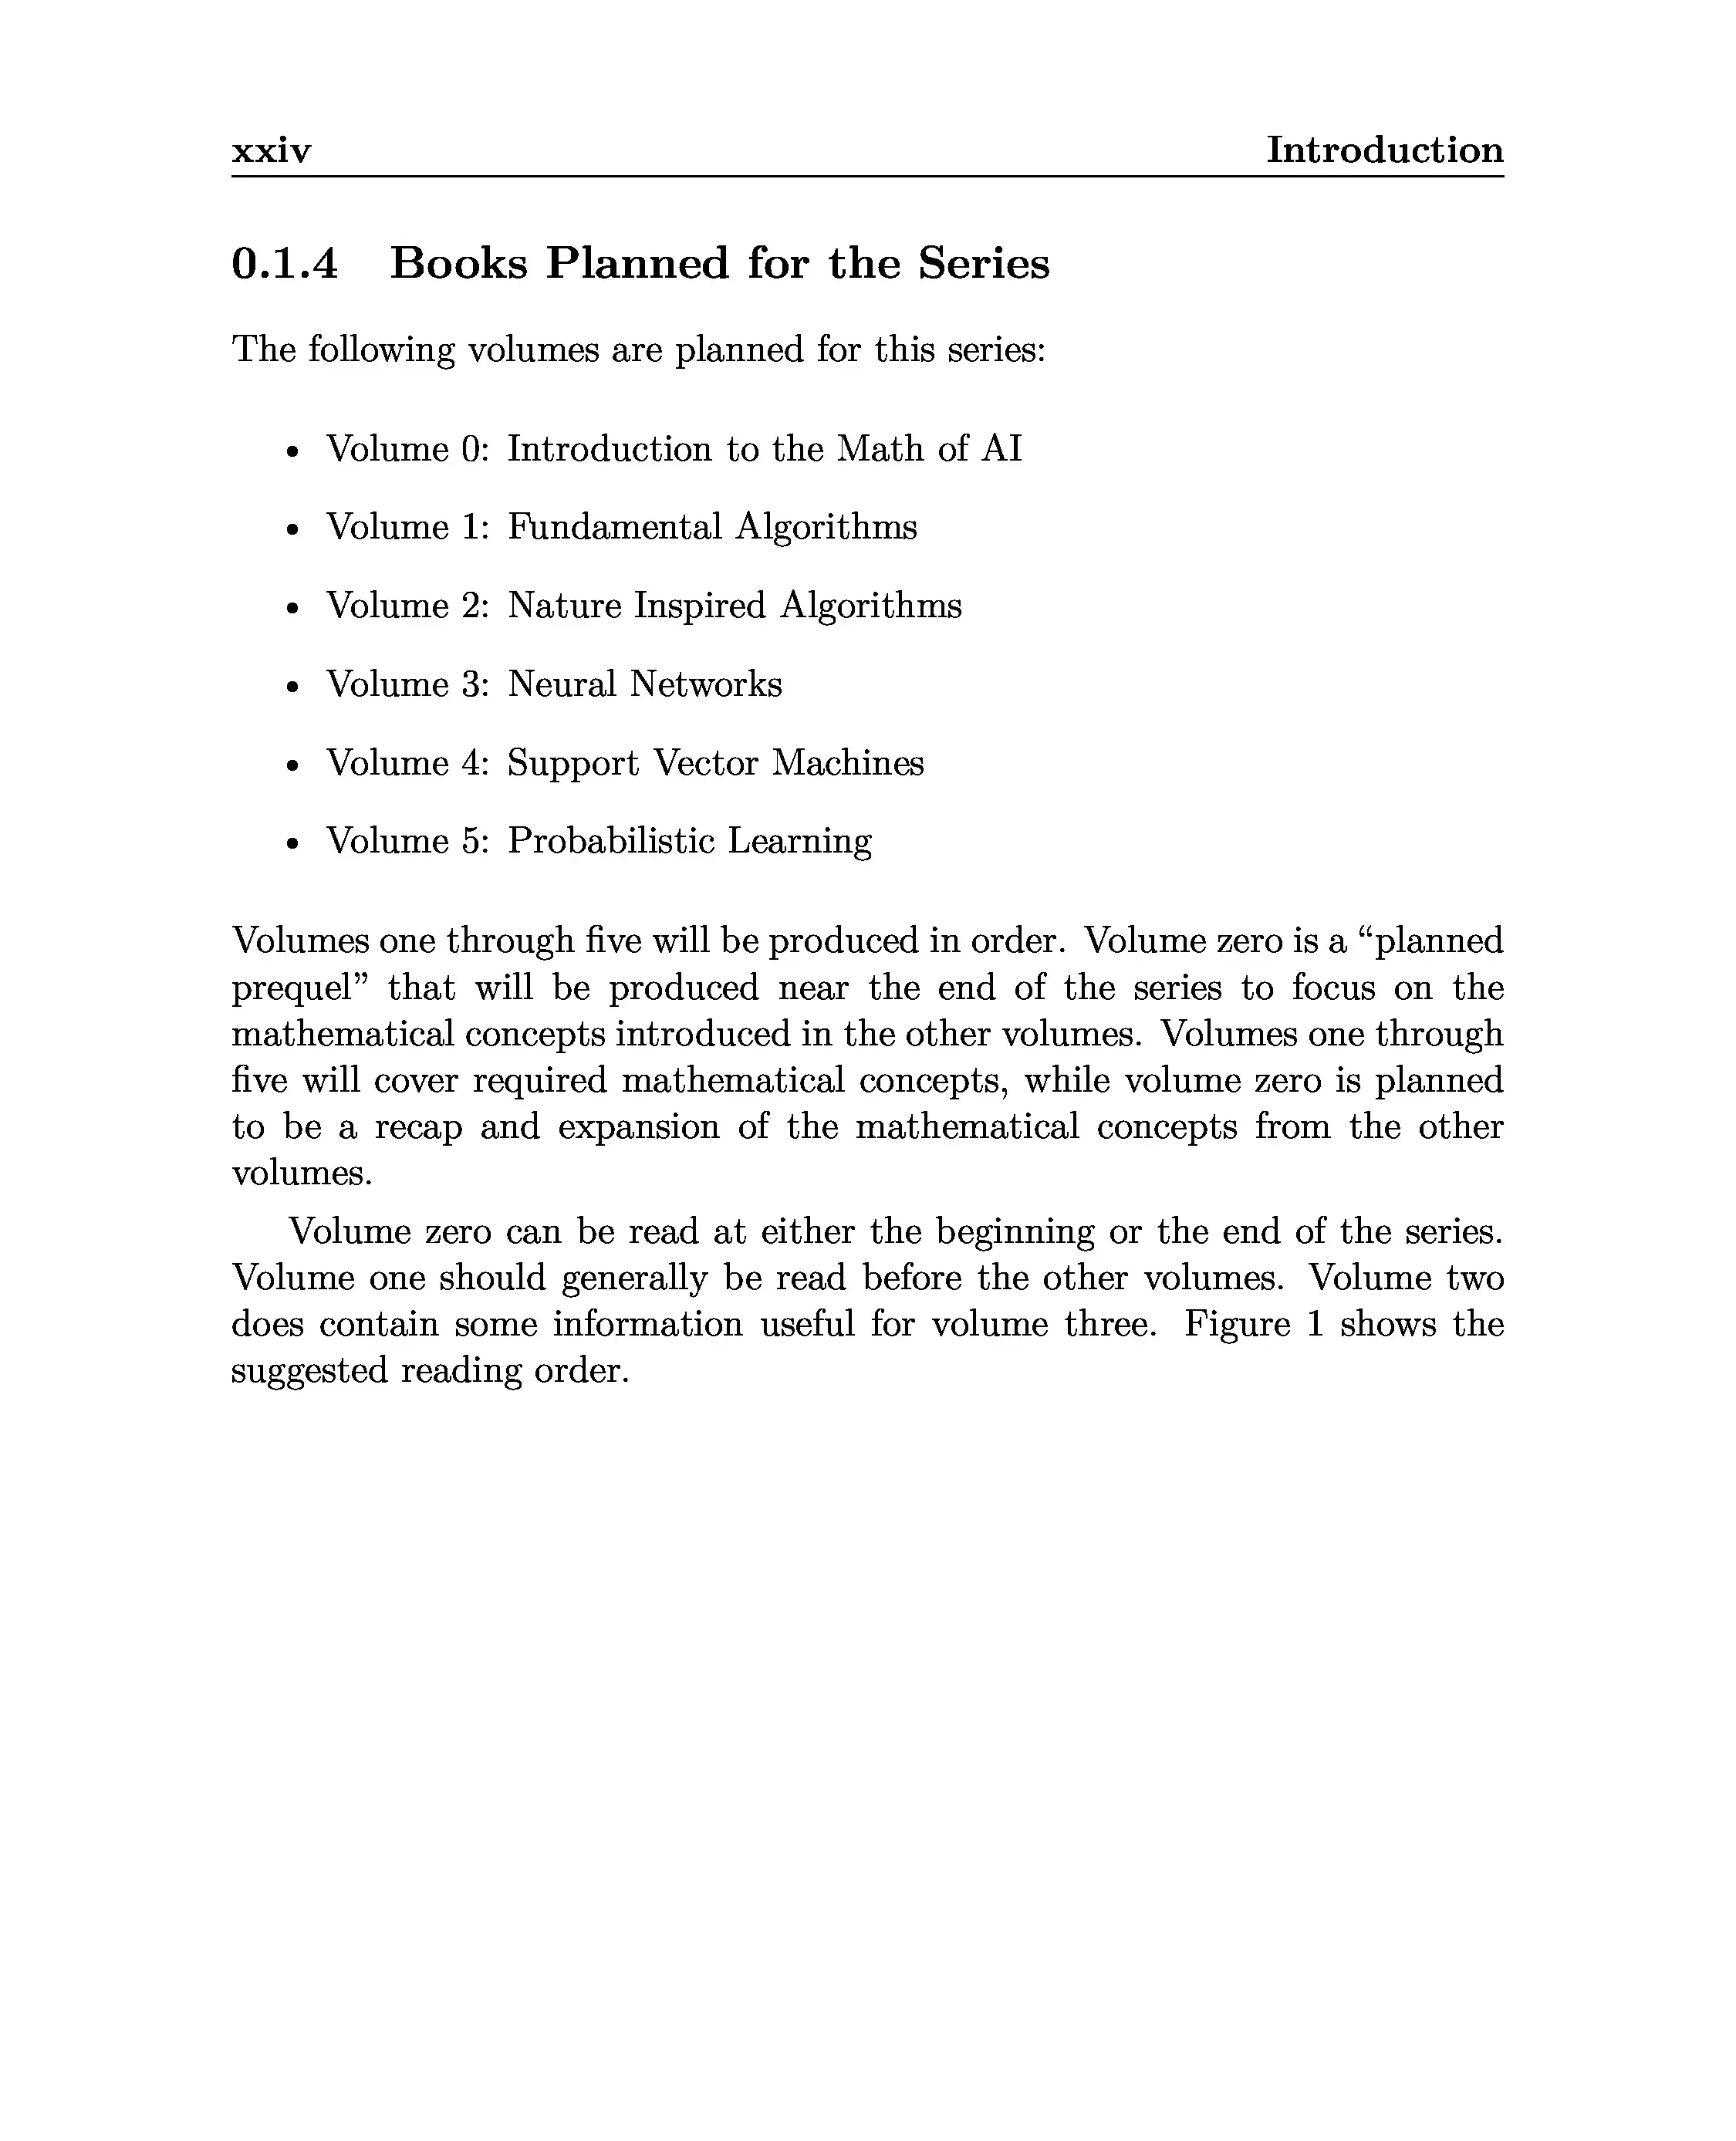 xxiv Introduction
0.1.4 Books Planned for the Series
The following volumes are planned for this series:
• Volume 0: Introduction to the Math of AI
• Volume 1: Fundamental Algorithms
• Volume 2: Nature Inspired Algorithms
• Volume 3: Neural Networks
• Volume 4: Support Vector Machines
• Volume 5: Probabilistic Learning
Volumes one through five will be produced in order. Volume zero is a “planned
prequel” that will be produced near the end of the series to focus on the
mathematical concepts introduced in the other volumes. Volumes one through
five will cover required mathematical concepts, while volume zero is planned
to be a recap and expansion of the mathematical concepts from the other
volumes.
Volume zero can be read at either the beginning or the end of the series.
Volume one should generally be read before the other volumes. Volume two
does contain some information useful for volume three. Figure 1 shows the
suggested reading order.